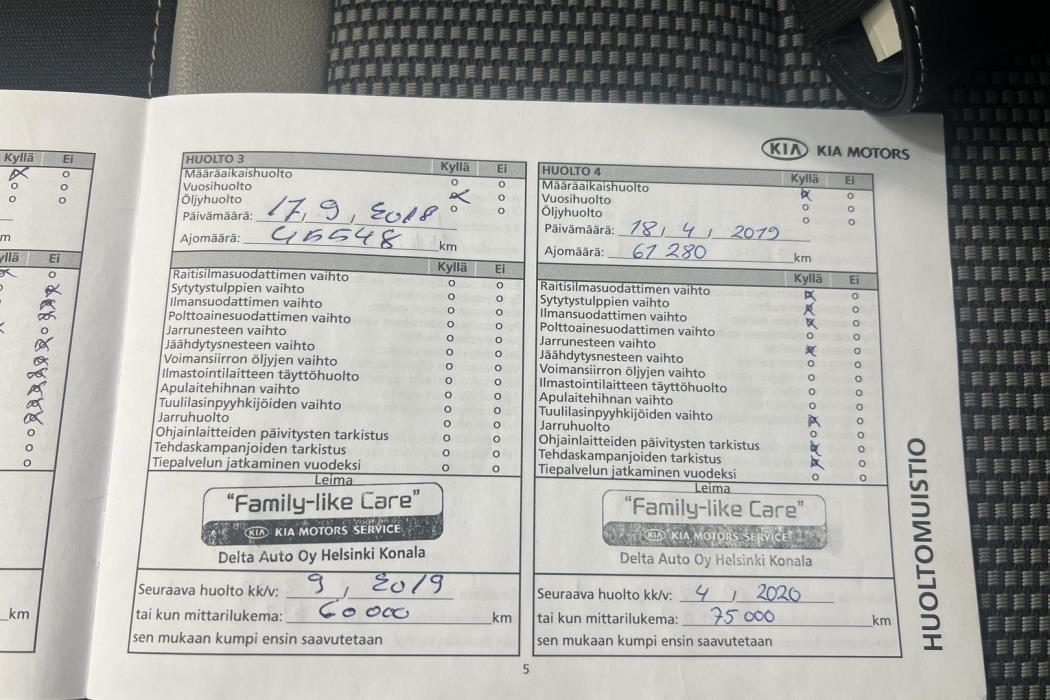 Kyllä Ei
m
yllä Ei
km
KIA KIA MOTORS
HUOLTO 3 Kyllä Ei
Määräaikaishuolto
Vuosihuolto
Öljyhuolto
Päivämäärä: 17, 9, 2018
Ajomäärä: 45548 km
Kyllä Ei
Raitisilmasuodattimen vaihto
Sytytystulppien vaihto
Ilmansuodattimen vaihto
Polttoainesuodattimen vaihto
Jarrunesteen vaihto
Jäähdytysnesteen vaihto
Voimansiirron öljyjen vaihto
Ilmastointilaitteen täyttöhuolto
Apulaitehihnan vaihto
Tuulilasinpyyhkijöiden vaihto
Jarruhuolto
Ohjainlaitteiden päivitysten tarkistus
Tehdaskampanjoiden tarkistus
Tiepalvelun jatkaminen vuodeksi
Leima
"Family-like Care"
KIA KIA MOTORS SERVICE
Delta Auto Oy Helsinki Konala
Seuraava huolto kk/v: 9, 2019
tai kun mittarilukema: 60000 km
sen mukaan kumpi ensin saavutetaan
HUOLTO 4 Kyllä Ei
Määräaikaishuolto
Vuosihuolto
Öljyhuolto
Päivämäärä: 18, 4, 2019
Ajomäärä: 61 280 km
Kyllä Ei
Raitisilmasuodattimen vaihto
Sytytystulppien vaihto
Ilmansuodattimen vaihto
Polttoainesuodattimen vaihto
Jarrunesteen vaihto
Jäähdytysnesteen vaihto
Voimansiirron öljyjen vaihto
Ilmastointilaitteen täyttöhuolto
Apulaitehihnan vaihto
Tuulilasinpyyhkijöiden vaihto
Jarruhuolto
Ohjainlaitteiden päivitysten tarkistus
Tehdaskampanjoiden tarkistus
Tiepalvelun jatkaminen vuodeksi
Leima
"Family-like Care"
KIA KIA MOTORS SERVICE
Delta Auto Oy Helsinki Konala
Seuraava huolto kk/v: 4, 2020
tai kun mittarilukema: 75 000 km
sen mukaan kumpi ensin saavutetaan
HUOLTOMUISTIO
5